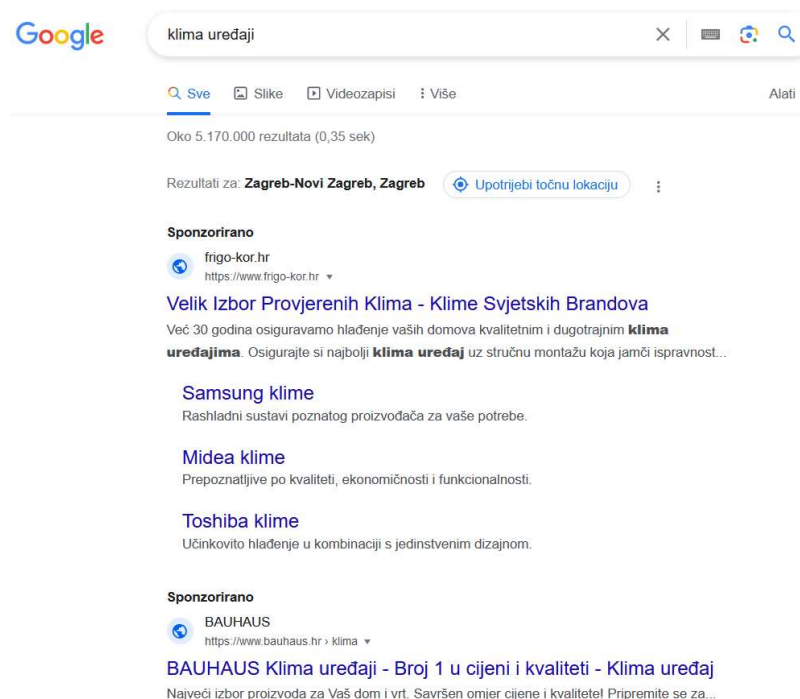 Google
klima uređaji
Sve Slike Videozapisi Više Alati
Oko 5.170.000 rezultata (0,35 sek)
Rezultati za: Zagreb-Novi Zagreb, Zagreb Upotrijebi točnu lokaciju
Sponzorirano
frigo-kor.hr
https://www.frigo-kor.hr
Velik Izbor Provjerenih Klima - Klime Svjetskih Brandova
Već 30 godina osiguravamo hlađenje vaših domova kvalitetnim i dugotrajnim klima
uređajima. Osigurajte si najbolji klima uređaj uz stručnu montažu koja jamči ispravnost...
Samsung klime
Rashladni sustavi poznatog proizvođača za vaše potrebe.
Midea klime
Prepoznatljive po kvaliteti, ekonomičnosti i funkcionalnosti.
Toshiba klime
Učinkovito hlađenje u kombinaciji s jedinstvenim dizajnom.
Sponzorirano
BAUHAUS
https://www.bauhaus.hr › klima
BAUHAUS Klima uređaji - Broj 1 u cijeni i kvaliteti - Klima uređaj
Najveći izbor proizvoda za Vaš dom i vrt. Savršen omjer cijene i kvalitete! Pripremite se za...